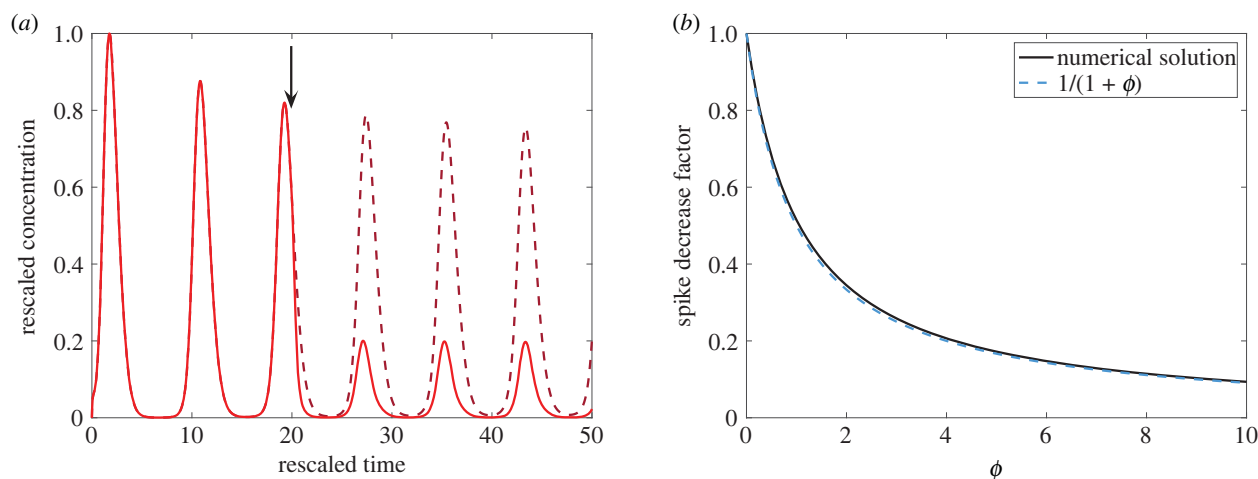 (a)
1.0
0.8
0.6
0.4
0.2
0
rescaled concentration
0 10 20 30 40 50
rescaled time
(b)
1.0
0.8
0.6
0.4
0.2
0
spike decrease factor
numerical solution
1/(1 + ϕ)
0 2 4 6 8 10
ϕ